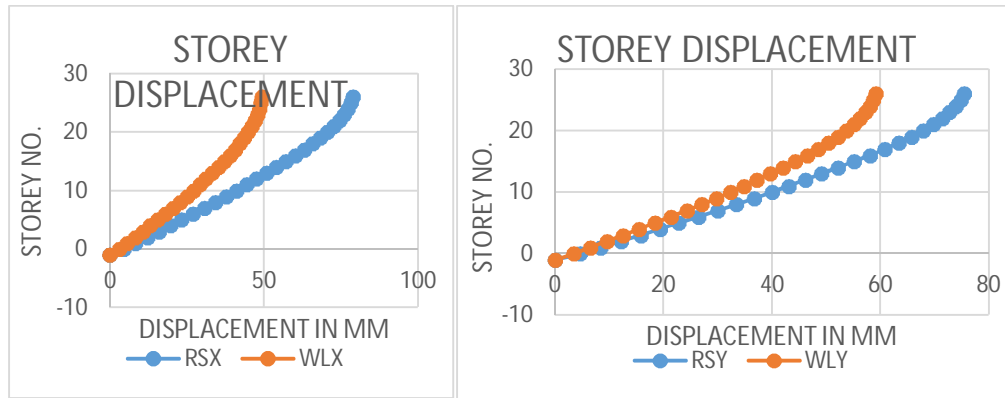 STOREY
DISPLACEMENT
30
20
10
0
-10
0
50
100
STOREY NO.
DISPLACEMENT IN MM
RSX
WLX
STOREY DISPLACEMENT
30
20
10
0
-10
0
20
40
60
80
STOREY NO.
DISPLACEMENT IN MM
RSY
WLY